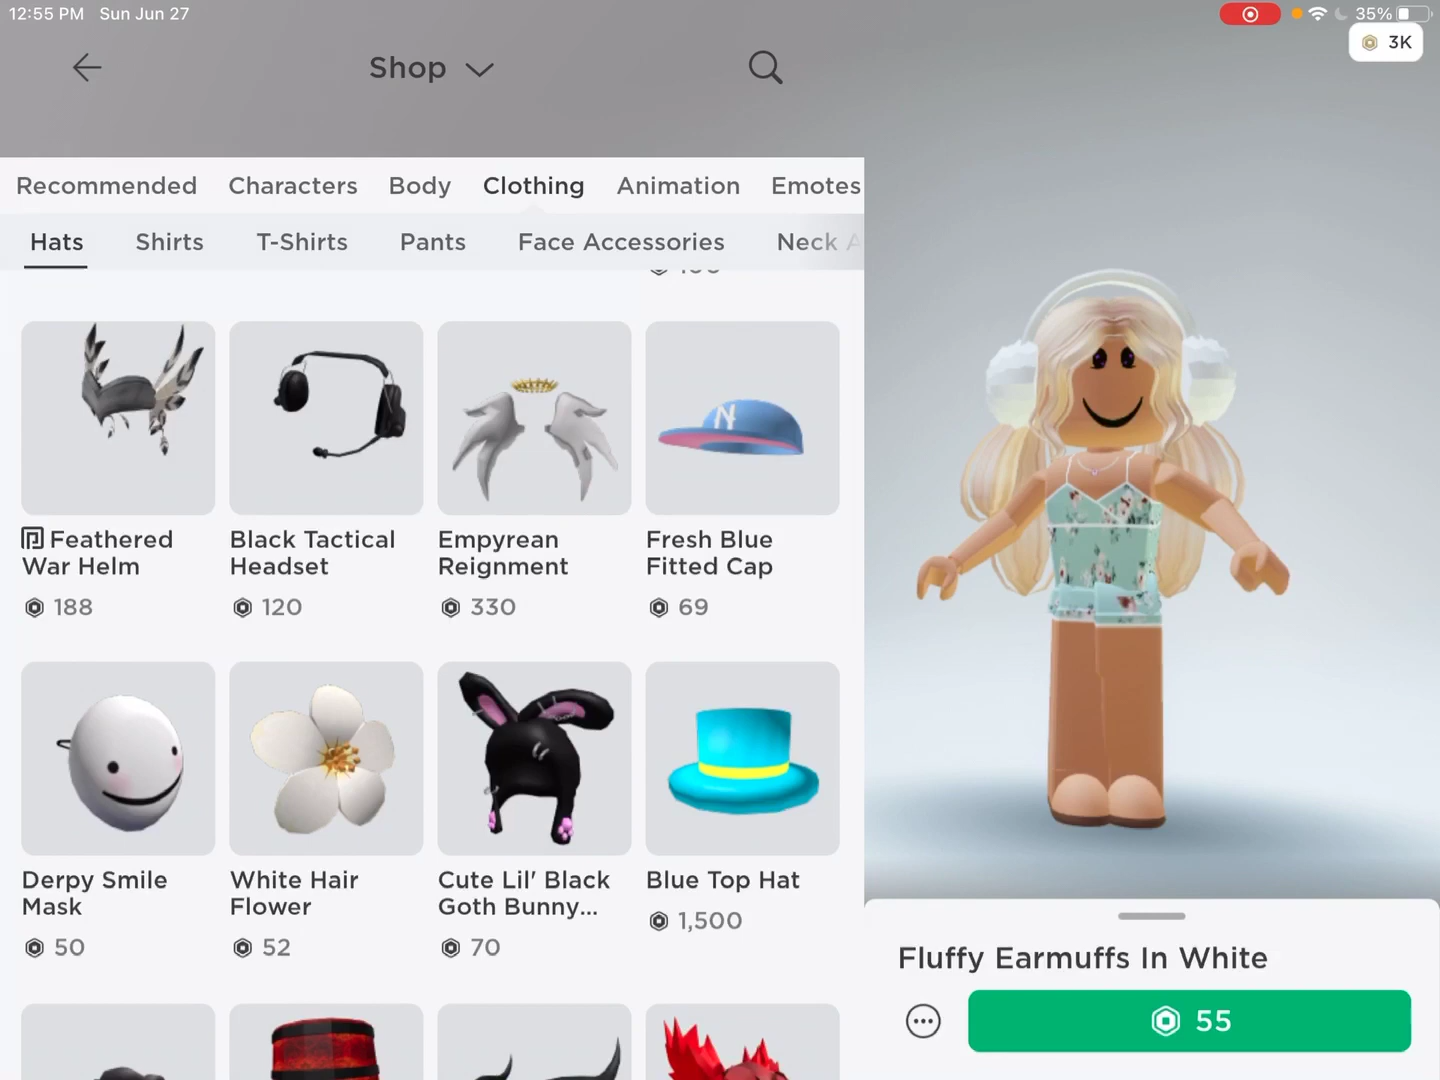 12:55 PM Sun Jun 27
35%
3K
Shop
Recommended Characters Body Clothing Animation Emotes
Hats Shirts T-Shirts Pants Face Accessories Neck
N
Feathered War Helm
188
Black Tactical Headset
120
Empyrean Reignment
330
Fresh Blue Fitted Cap
69
Derpy Smile Mask
50
White Hair Flower
52
Cute Lil' Black Goth Bunny...
70
Blue Top Hat
1,500
Fluffy Earmuffs In White
55